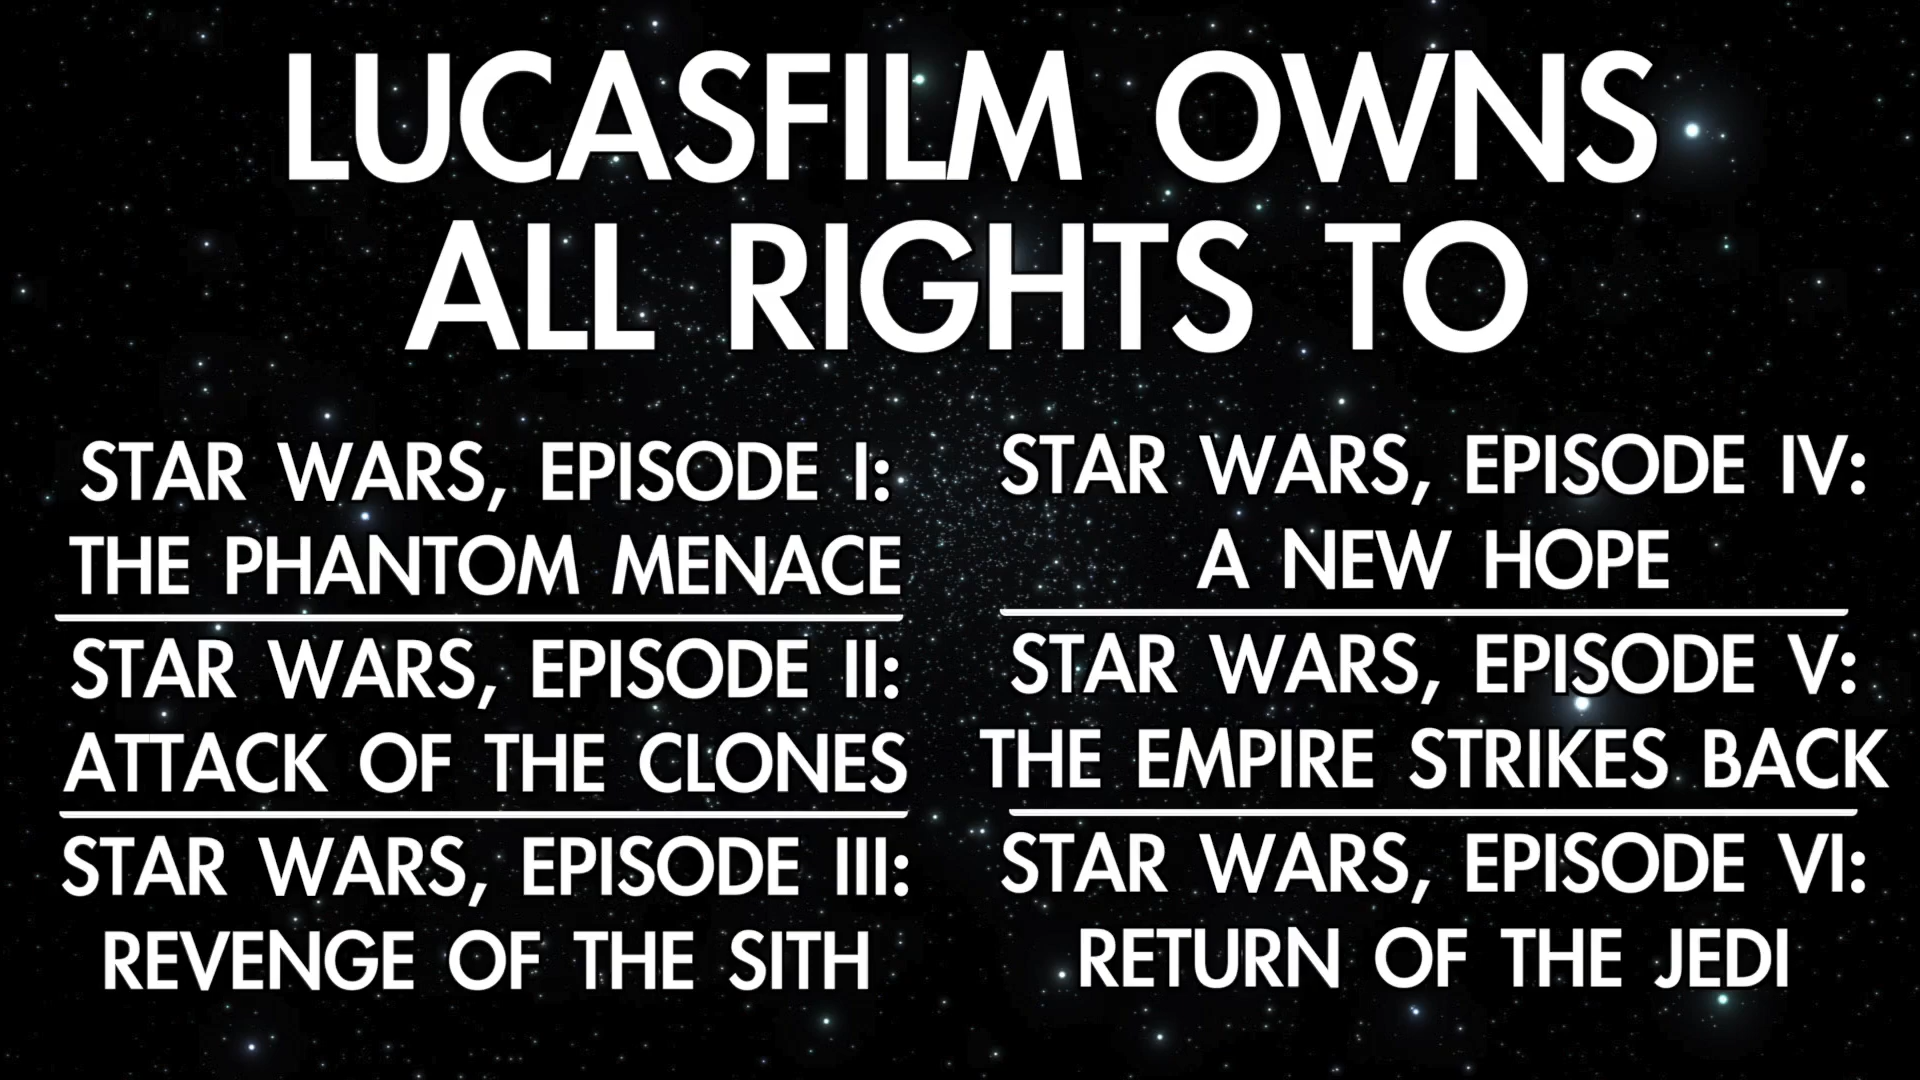 LUCASFILM OWNS
ALL RIGHTS TO
STAR WARS, EPISODE I:
THE PHANTOM MENACE
STAR WARS, EPISODE II:
ATTACK OF THE CLONES
STAR WARS, EPISODE III:
REVENGE OF THE SITH
STAR WARS, EPISODE IV:
A NEW HOPE
STAR WARS, EPISODE V:
THE EMPIRE STRIKES BACK
STAR WARS, EPISODE VI:
RETURN OF THE JEDI